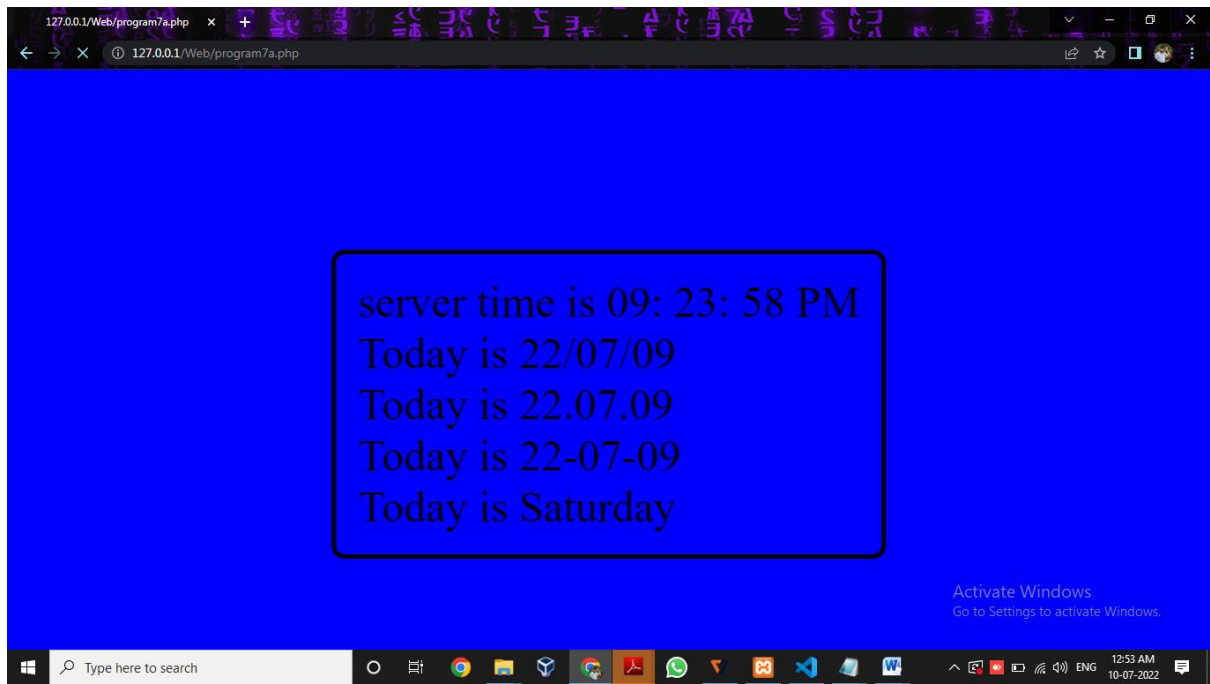 127.0.0.1/Web/program7a.php
127.0.0.1/Web/program7a.php
server time is 09: 23: 58 PM
Today is 22/07/09
Today is 22.07.09
Today is 22-07-09
Today is Saturday
Activate Windows
Go to Settings to activate Windows.
Type here to search
ENG
12:53 AM
10-07-2022